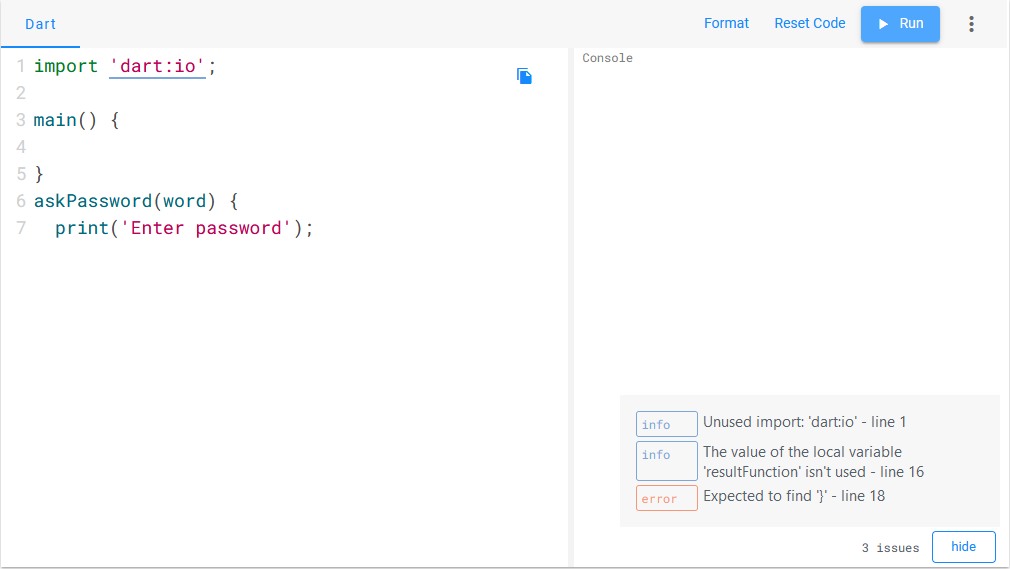 Dart
Format Reset Code Run
1 import 'dart:io';
2
3 main() {
4
5 }
6 askPassword(word) {
7 print('Enter password');
Console
info Unused import: 'dart:io' - line 1
info The value of the local variable
'resultFunction' isn't used - line 16
error Expected to find '}' - line 18
3 issues hide